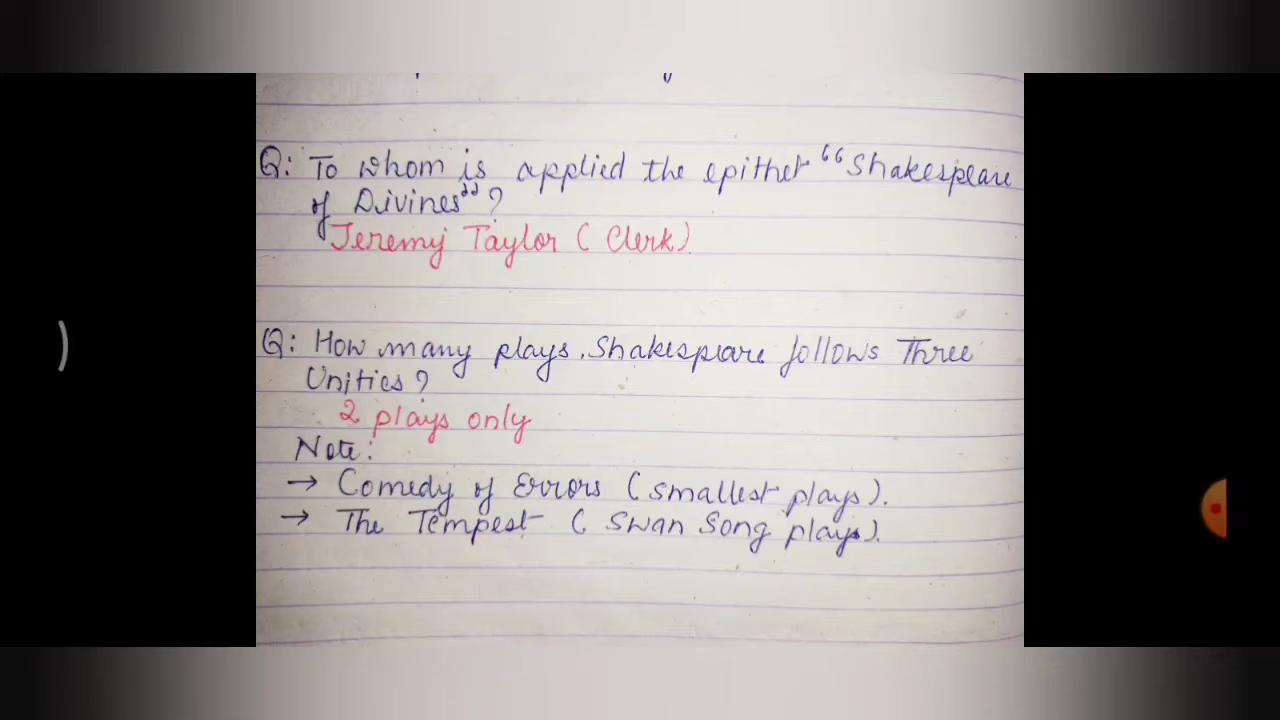 Q: To whom is applied the epithet "Shakespeare
of Divines"?
Jeremy Taylor ( Clerk)
Q: How many plays, Shakespeare follows Three
Unities?
2 plays only
Note:
→ Comedy of Errors (smallest plays).
→ The Tempest ( Swan Song plays).